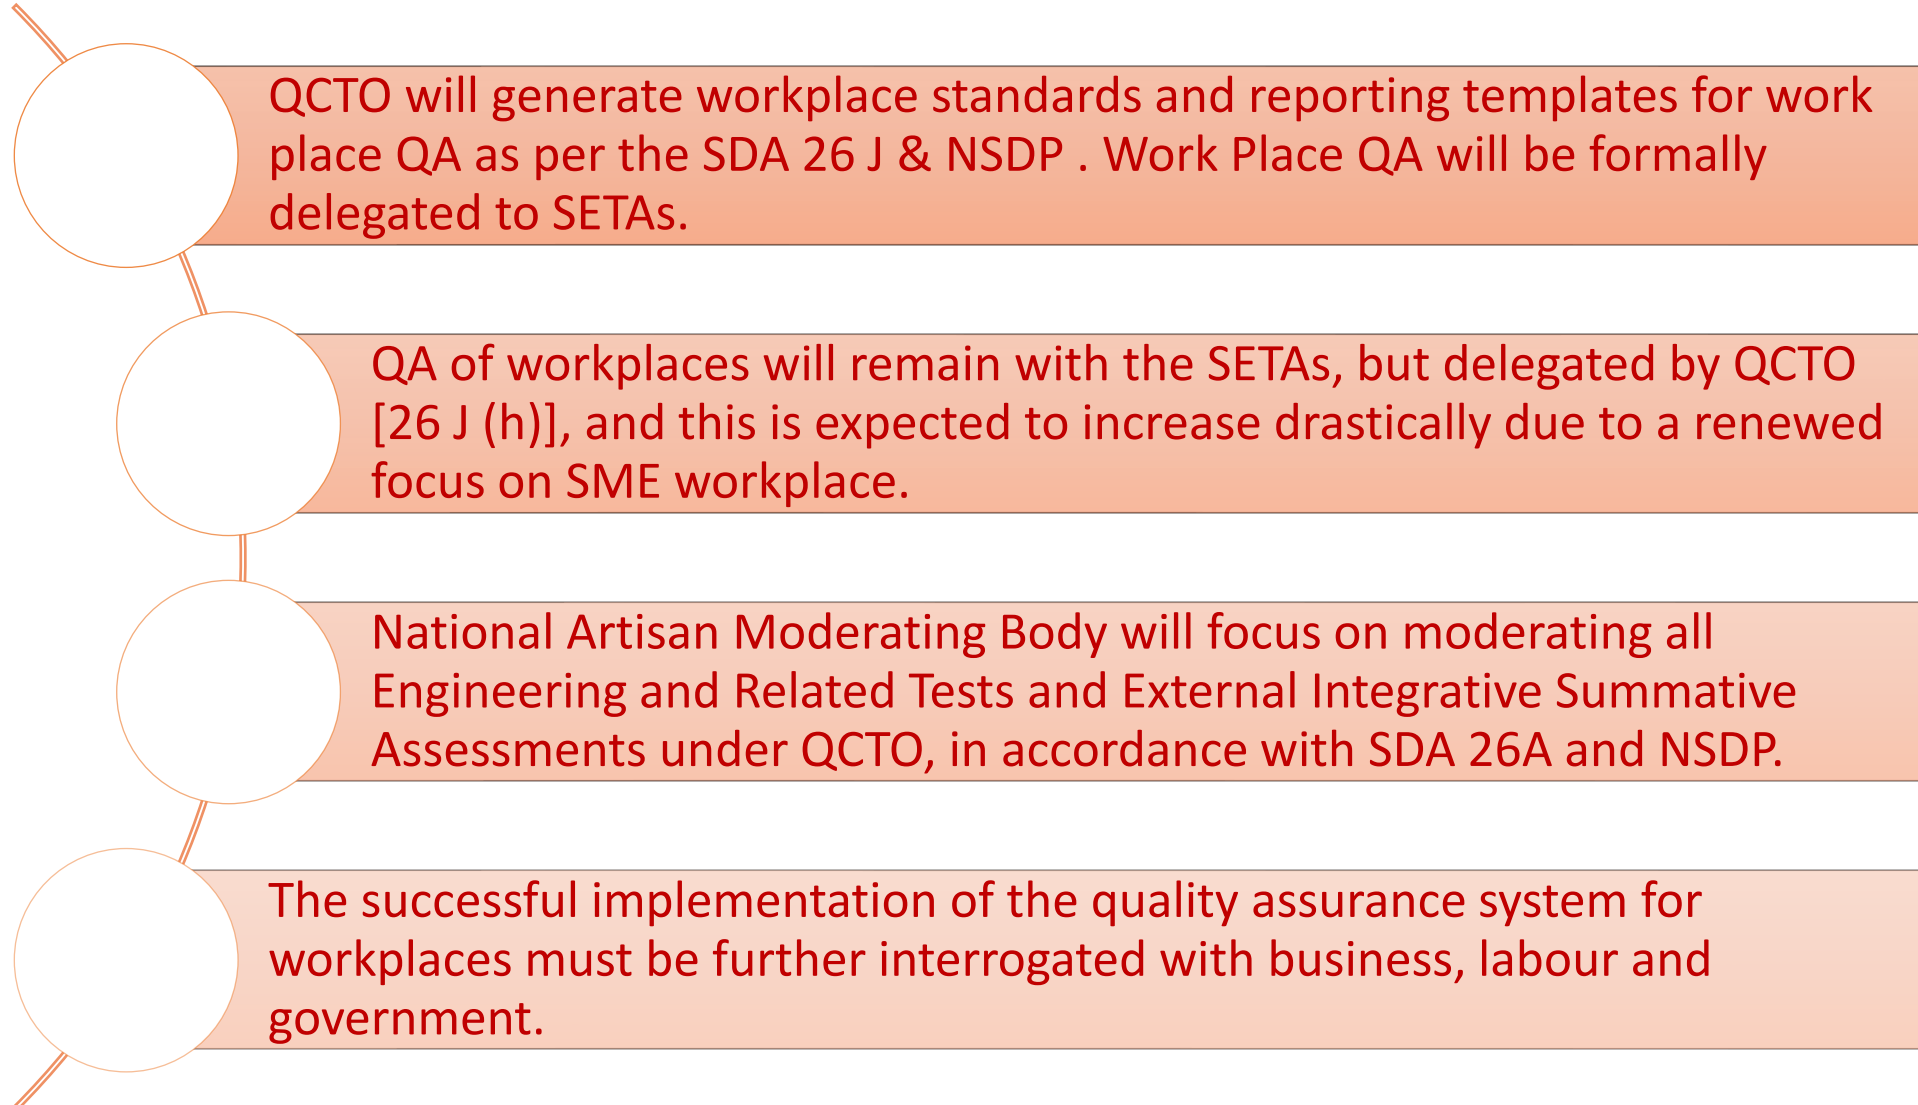 QCTO will generate workplace standards and reporting templates for work
place QA as per the SDA 26 J & NSDP . Work Place QA will be formally
delegated to SETAs.
QA of workplaces will remain with the SETAs, but delegated by QCTO
[26 J (h)], and this is expected to increase drastically due to a renewed
focus on SME workplace.
National Artisan Moderating Body will focus on moderating all
Engineering and Related Tests and External Integrative Summative
Assessments under QCTO, in accordance with SDA 26A and NSDP.
The successful implementation of the quality assurance system for
workplaces must be further interrogated with business, labour and
government.